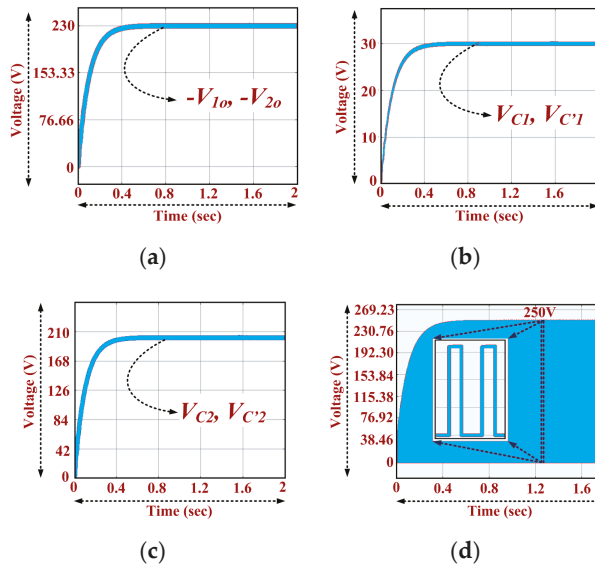 Voltage (V)
230
153.33
76.66
0
-V1o, -V2o
0 0.4 0.8 1.2 1.6 2
Time (sec)
(a)
Voltage (V)
30
20
10
0
VC1, VC'1
0 0.4 0.8 1.2 1.6
Time (sec)
(b)
Voltage (V)
210
168
126
84
42
0
VC2, VC'2
0 0.4 0.8 1.2 1.6 2
Time (sec)
(c)
Voltage (V)
269.23
230.76
192.30
153.84
115.38
76.92
38.46
0
250V
0 0.4 0.8 1.2 1.6
Time (sec)
(d)